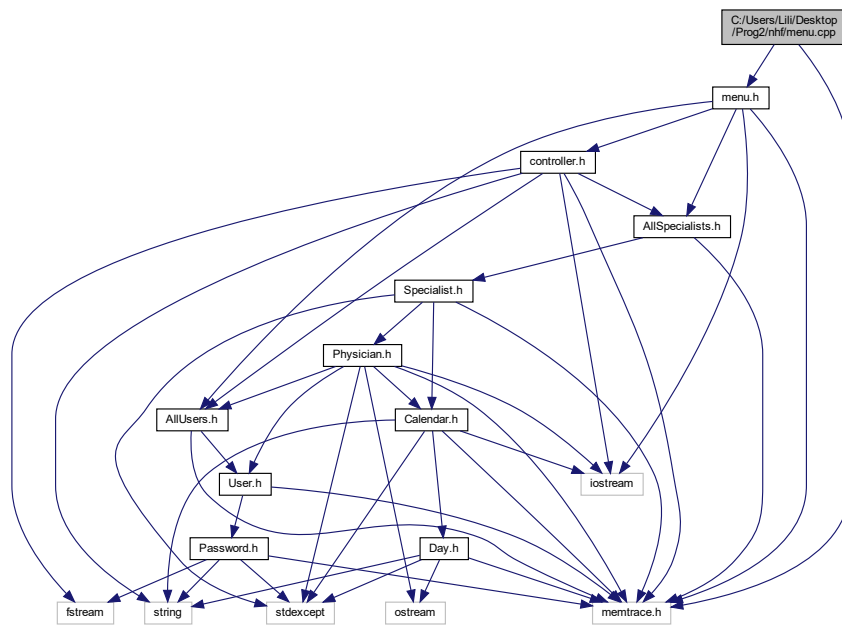 C:/Users/Lili/Desktop
/Prog2/nhf/menu.cpp
menu.h
controller.h
AllSpecialists.h
Specialist.h
Physician.h
AllUsers.h
Calendar.h
User.h
iostream
Password.h
Day.h
fstream
string
stdexcept
ostream
memtrace.h